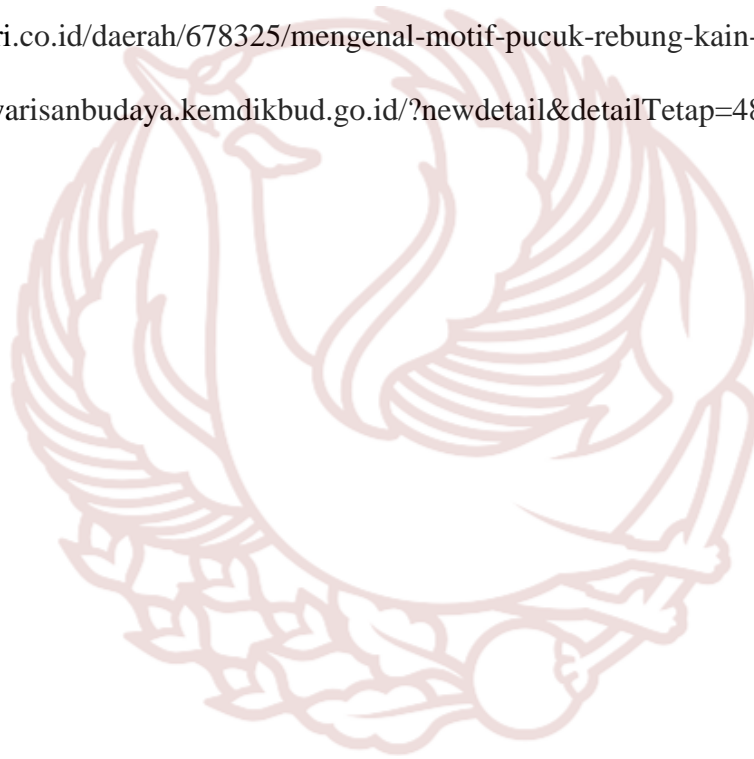 ri.co.id/daerah/678325/mengenal-motif-pucuk-rebung-kain-
warisanbudaya.kemdikbud.go.id/?newdetail&detailTetap=48